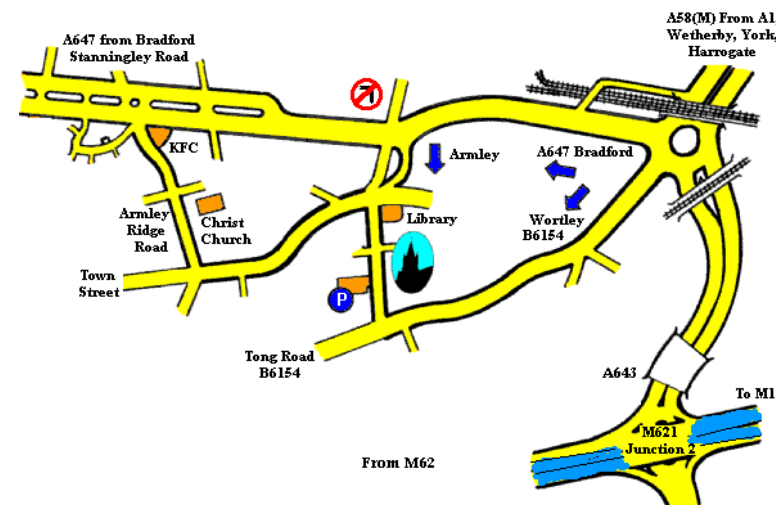 A58(M) From A1,
Wetherby, York,
Harrogate
A647 from Bradford
Stanningley Road
KFC
Armley
A647 Bradford
Armley
Ridge
Road
Christ
Church
Library
Wortley
B6154
Town
Street
P
Tong Road
B6154
A643
To M1
M621
Junction 2
From M62